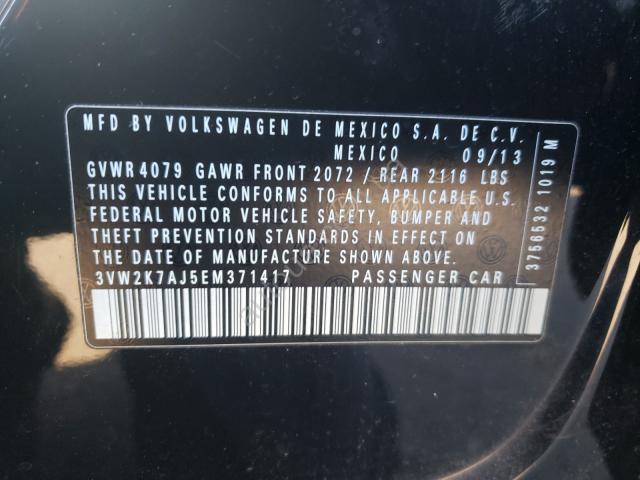 MFD BY VOLKSWAGEN DE MEXICO S.A. DE C.V.
MEXICO 09/13
GVWR 4079 GAWR FRONT 2072 / REAR 2116 LBS
THIS VEHICLE CONFORMS TO ALL APPLICABLE U.S.
FEDERAL MOTOR VEHICLE SAFETY, BUMPER AND
THEFT PREVENTION STANDARDS IN EFFECT ON
THE DATE OF MANUFACTURE SHOWN ABOVE.
3VW2K7AJ5EM371417 PASSENGER CAR
3756532 1019 M